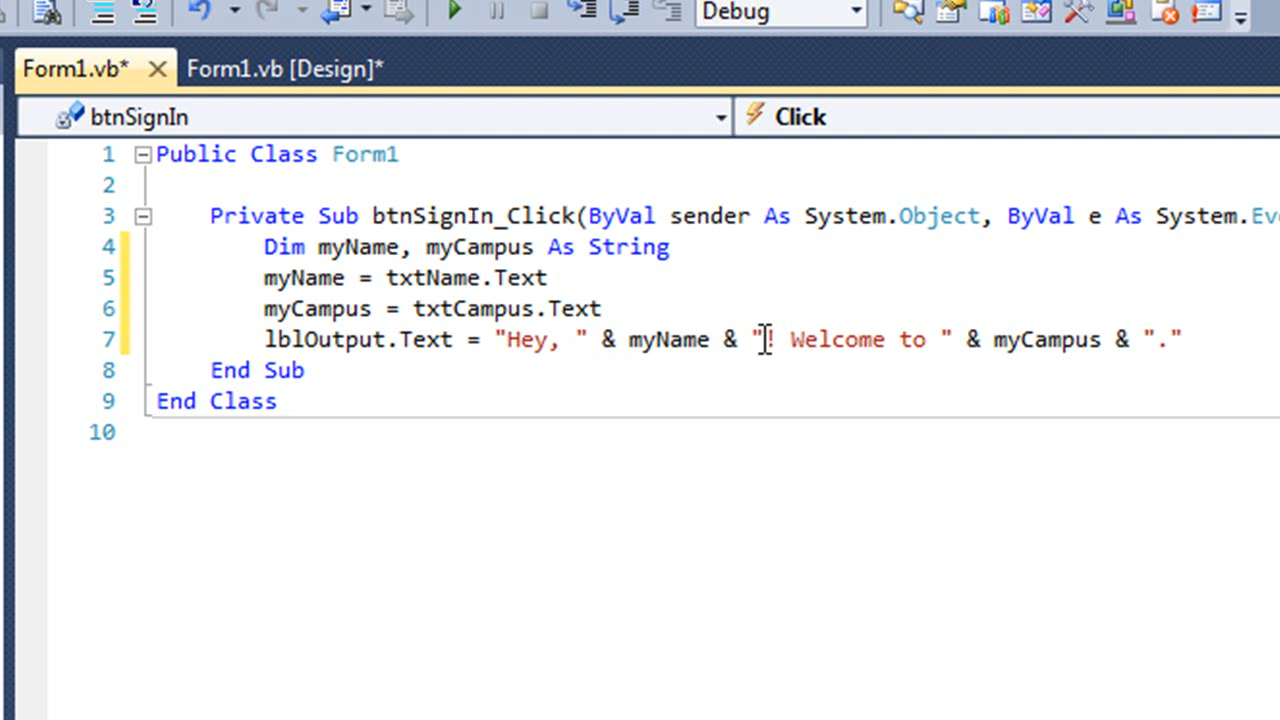 Debug
Form1.vb* Form1.vb [Design]*
btnSignIn Click
1 Public Class Form1
2
3 Private Sub btnSignIn_Click(ByVal sender As System.Object, ByVal e As System.Eve
4 Dim myName, myCampus As String
5 myName = txtName.Text
6 myCampus = txtCampus.Text
7 lblOutput.Text = "Hey, " & myName & "! Welcome to " & myCampus & "."
8 End Sub
9 End Class
10